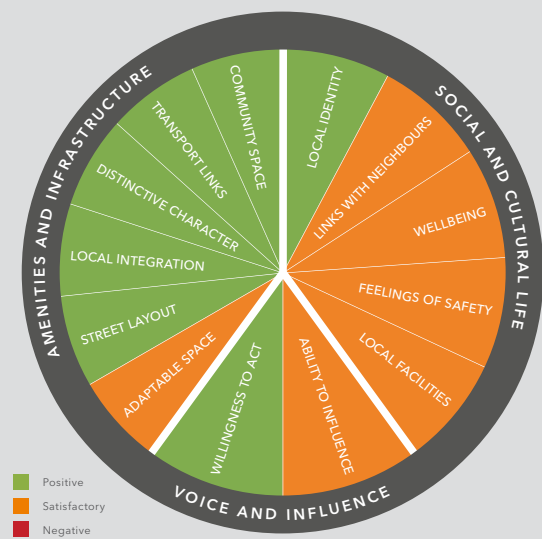 AMENITIES AND INFRASTRUCTURE
COMMUNITY SPACE
TRANSPORT LINKS
DISTINCTIVE CHARACTER
LOCAL INTEGRATION
STREET LAYOUT
ADAPTABLE SPACE
SOCIAL AND CULTURAL LIFE
LOCAL IDENTITY
LINKS WITH NEIGHBOURS
WELLBEING
FEELINGS OF SAFETY
LOCAL FACILITIES
VOICE AND INFLUENCE
WILLINGNESS TO ACT
ABILITY TO INFLUENCE
Positive
Satisfactory
Negative